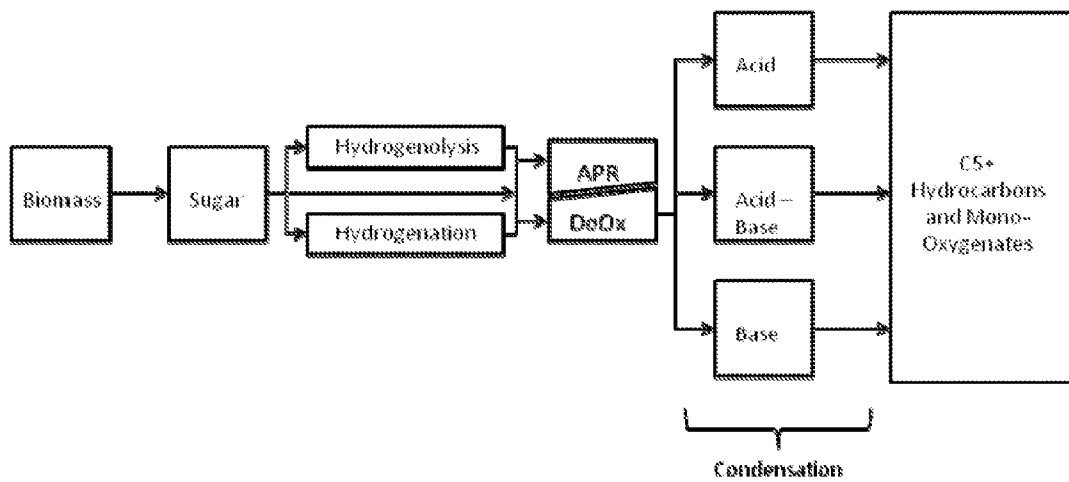 Biomass
Sugar
Hydrogenolysis
Hydrogenation
APR
DeOx
Acid
Acid –
Base
Base
C5+
Hydrocarbons
and Mono-
Oxygenates
Condensation